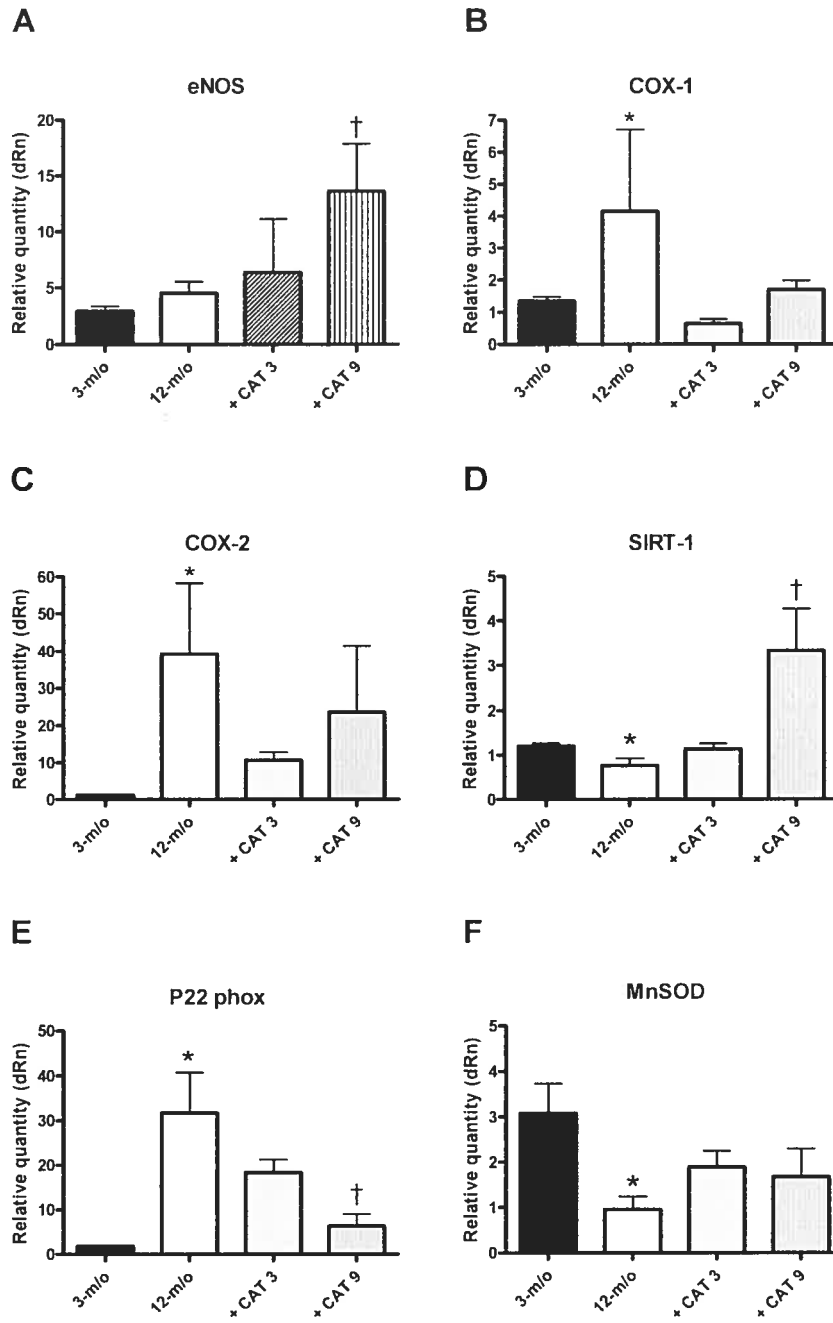 A
eNOS
Relative quantity (dRn)
20
15
10
5
0
†
3-m/o
12-m/o
+ CAT 3
+ CAT 9
B
COX-1
Relative quantity (dRn)
7
6
5
4
3
2
1
0
*
3-m/o
12-m/o
+ CAT 3
+ CAT 9
C
COX-2
Relative quantity (dRn)
60
50
40
30
20
10
0
*
3-m/o
12-m/o
+ CAT 3
+ CAT 9
D
SIRT-1
Relative quantity (dRn)
5
4
3
2
1
0
*
†
3-m/o
12-m/o
+ CAT 3
+ CAT 9
E
P22 phox
Relative quantity (dRn)
50
40
30
20
10
0
*
†
3-m/o
12-m/o
+ CAT 3
+ CAT 9
F
MnSOD
Relative quantity (dRn)
5
4
3
2
1
0
*
3-m/o
12-m/o
+ CAT 3
+ CAT 9